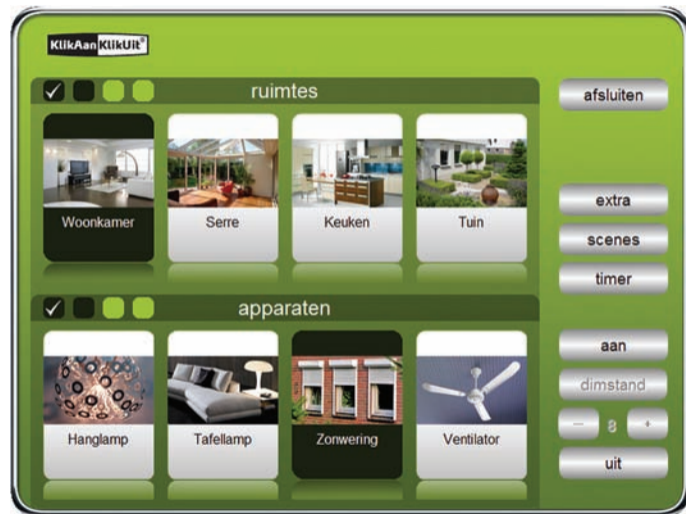 KlikAanKlikUit®
ruimtes
afsluiten
Woonkamer
Serre
Keuken
Tuin
extra
scenes
timer
apparaten
Hanglamp
Tafellamp
Zonwering
Ventilator
aan
dimstand
— 8 +
uit